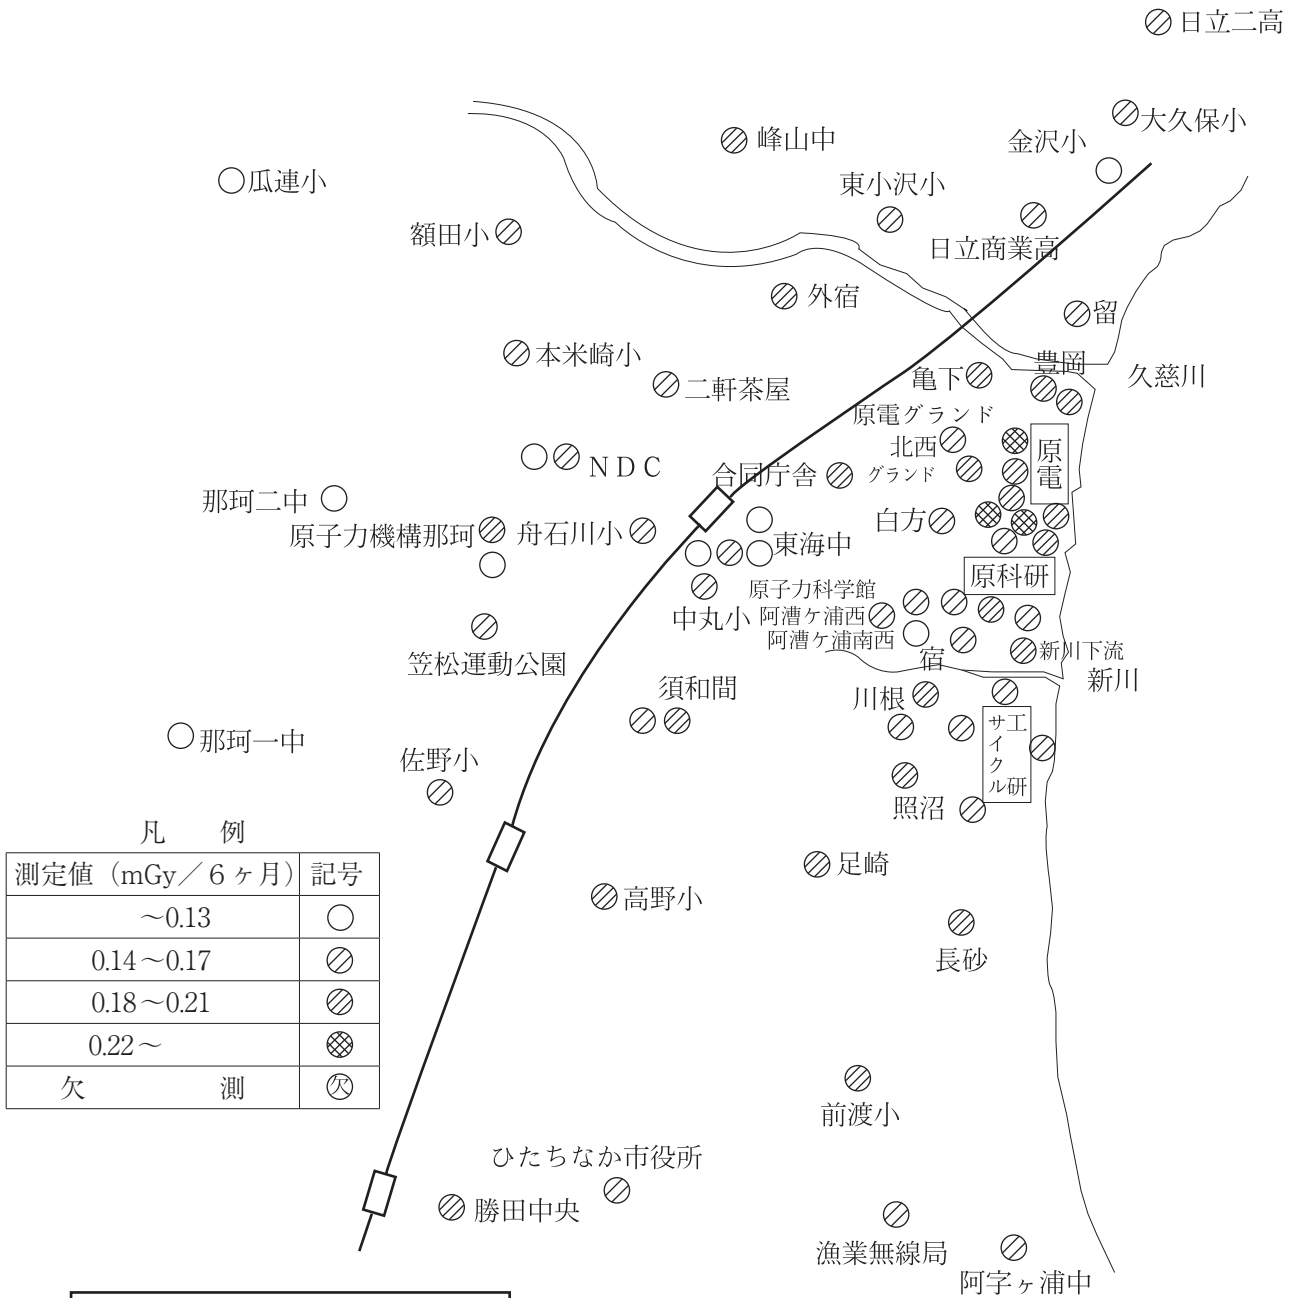 日立二高
大久保小
峰山中
金沢小
瓜連小
東小沢小
額田小
日立商業高
外宿
留
本米崎小
豊岡
亀下
久慈川
二軒茶屋
原電グランド
北西
原電
NDC
合同庁舎
グランド
那珂二中
白方
原子力機構那珂
舟石川小
東海中
原科研
原子力科学館
中丸小
阿漕ケ浦西
阿漕ケ浦南西
宿
新川下流
笠松運動公園
新川
須和間
川根
サイクル工研
那珂一中
佐野小
照沼
凡 例
測定値(mGy/6ヶ月) 記号
~0.13
0.14~0.17
0.18~0.21
0.22~
欠 測 欠
足崎
高野小
長砂
前渡小
ひたちなか市役所
勝田中央
漁業無線局
阿字ヶ浦中